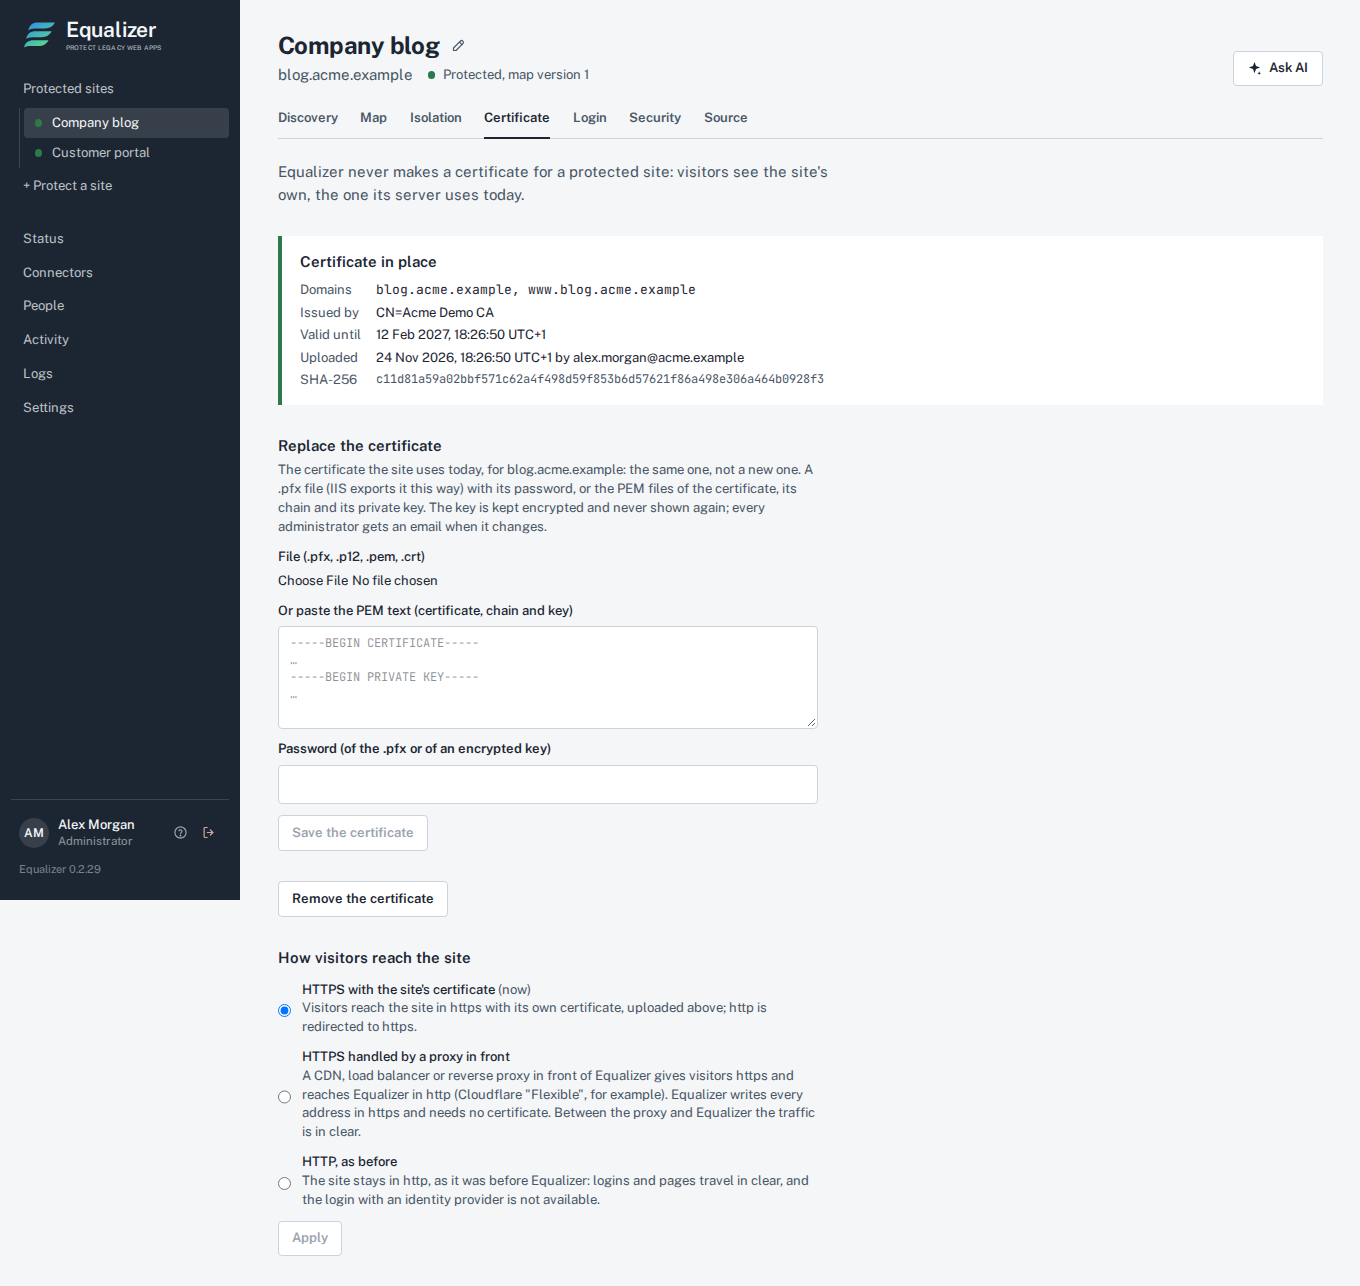 Equalizer
PROTECT LEGACY WEB APPS
Protected sites
Company blog
Customer portal
+ Protect a site
Status
Connectors
People
Activity
Logs
Settings
AM
Alex Morgan
Administrator
Equalizer 0.2.29
Company blog
blog.acme.example
Protected, map version 1
Ask AI
Discovery
Map
Isolation
Certificate
Login
Security
Source
Equalizer never makes a certificate for a protected site: visitors see the site's
own, the one its server uses today.
Certificate in place
Domains blog.acme.example, www.blog.acme.example
Issued by CN=Acme Demo CA
Valid until 12 Feb 2027, 18:26:50 UTC+1
Uploaded 24 Nov 2026, 18:26:50 UTC+1 by alex.morgan@acme.example
SHA-256 c11d81a59a02bbf571c62a4f498d59f853b6d57621f86a498e306a464b0928f3
Replace the certificate
The certificate the site uses today, for blog.acme.example: the same one, not a new one. A
.pfx file (IIS exports it this way) with its password, or the PEM files of the certificate, its
chain and its private key. The key is kept encrypted and never shown again; every
administrator gets an email when it changes.
File (.pfx, .p12, .pem, .crt)
Choose File No file chosen
Or paste the PEM text (certificate, chain and key)
-----BEGIN CERTIFICATE-----
…
-----BEGIN PRIVATE KEY-----
…
Password (of the .pfx or of an encrypted key)
Save the certificate
Remove the certificate
How visitors reach the site
HTTPS with the site's certificate (now)
Visitors reach the site in https with its own certificate, uploaded above; http is
redirected to https.
HTTPS handled by a proxy in front
A CDN, load balancer or reverse proxy in front of Equalizer gives visitors https and
reaches Equalizer in http (Cloudflare "Flexible", for example). Equalizer writes every
address in https and needs no certificate. Between the proxy and Equalizer the traffic
is in clear.
HTTP, as before
The site stays in http, as it was before Equalizer: logins and pages travel in clear, and
the login with an identity provider is not available.
Apply